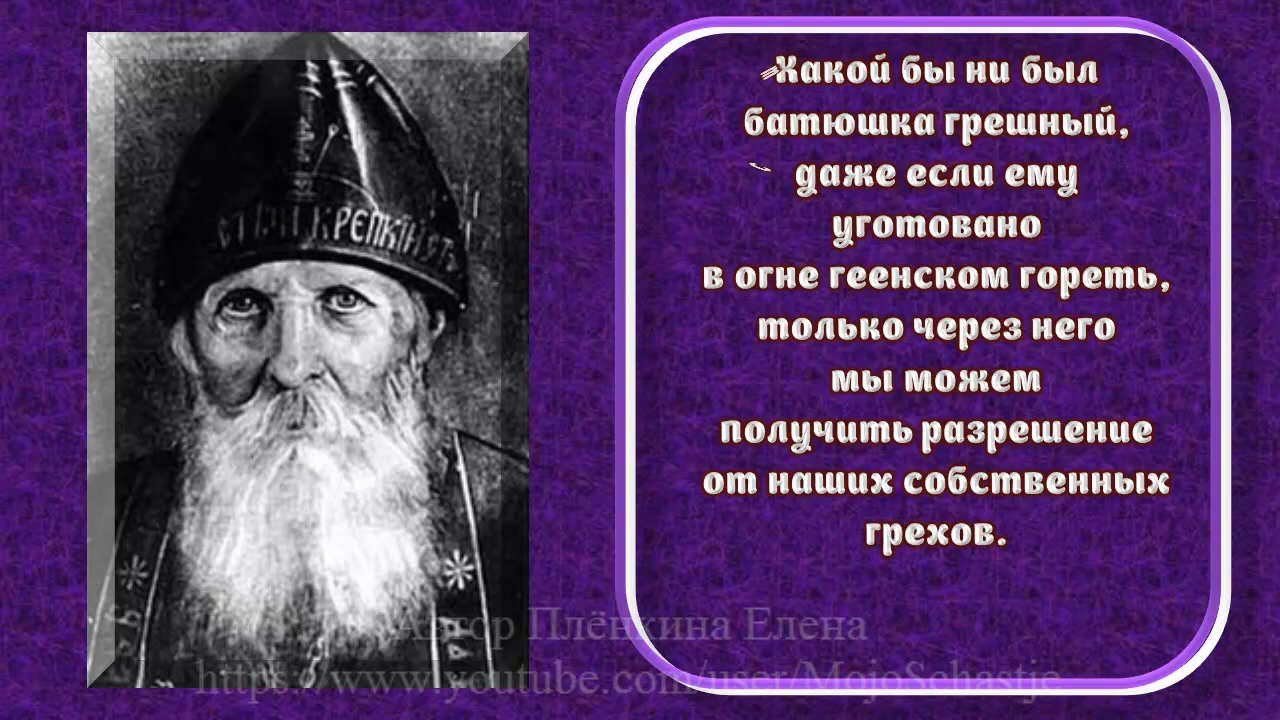 Какой бы ни был
батюшка грешный,
даже если ему
уготовано
в огне геенском гореть,
только через него
мы можем
получить разрешение
от наших собственных
грехов.
КРЄПКІЙ
Автор Плёнкина Елена
https://www.youtube.com/user/MojoSchastje